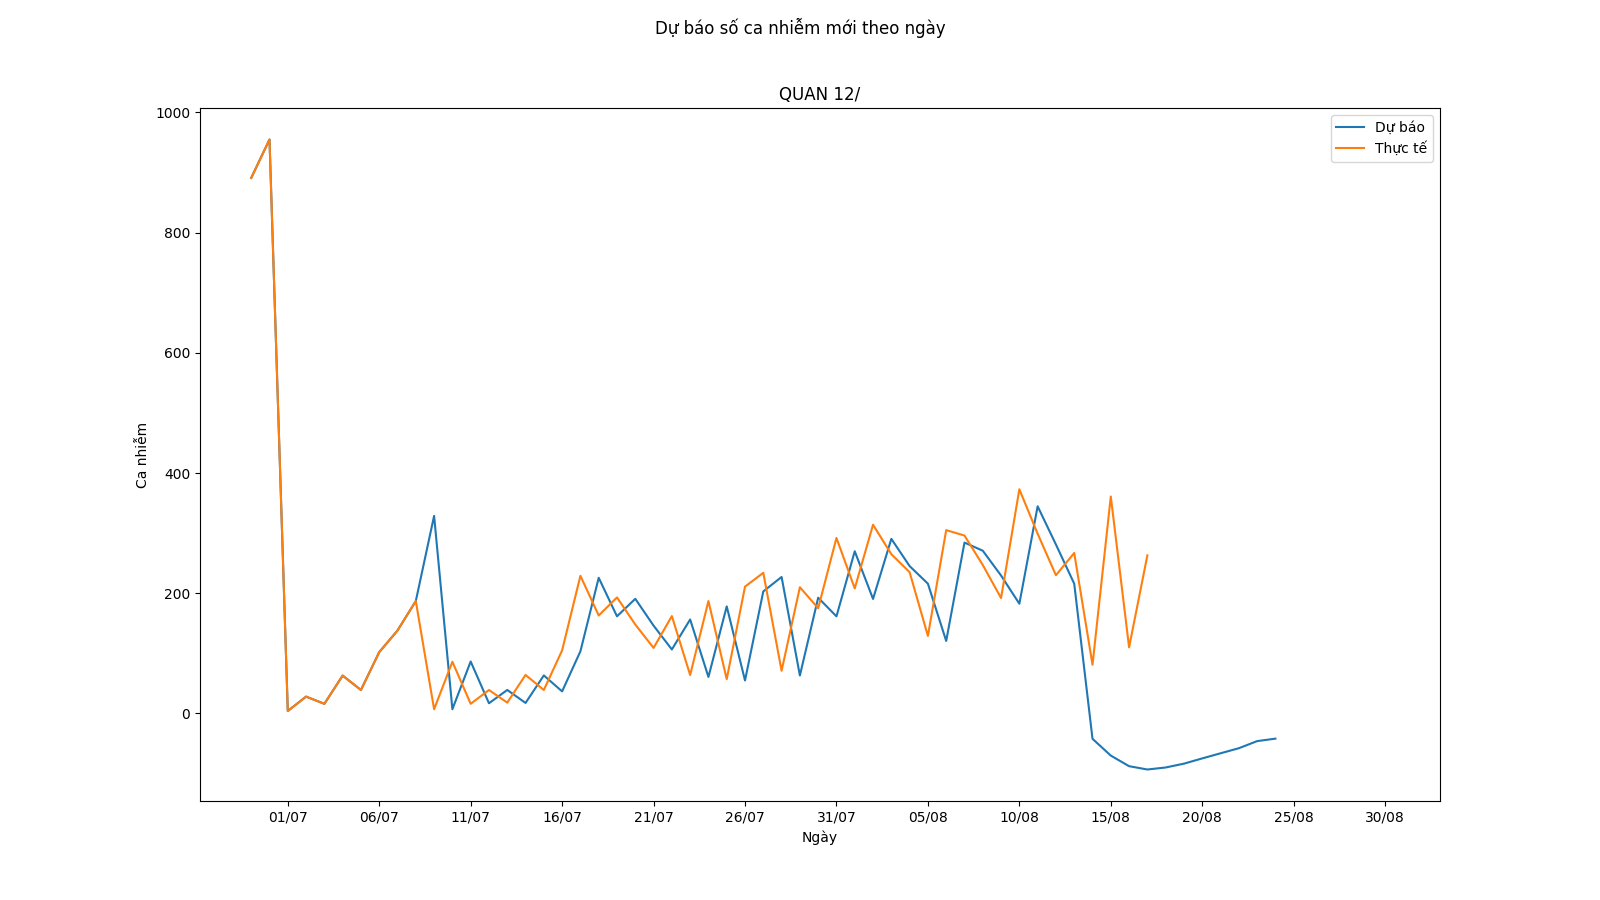 Dự báo số ca nhiễm mới theo ngày
QUAN 12/
Dự báo
Thực tế
1000
800
600
400
200
0
Ca nhiễm
01/07 06/07 11/07 16/07 21/07 26/07 31/07 05/08 10/08 15/08 20/08 25/08 30/08
Ngày